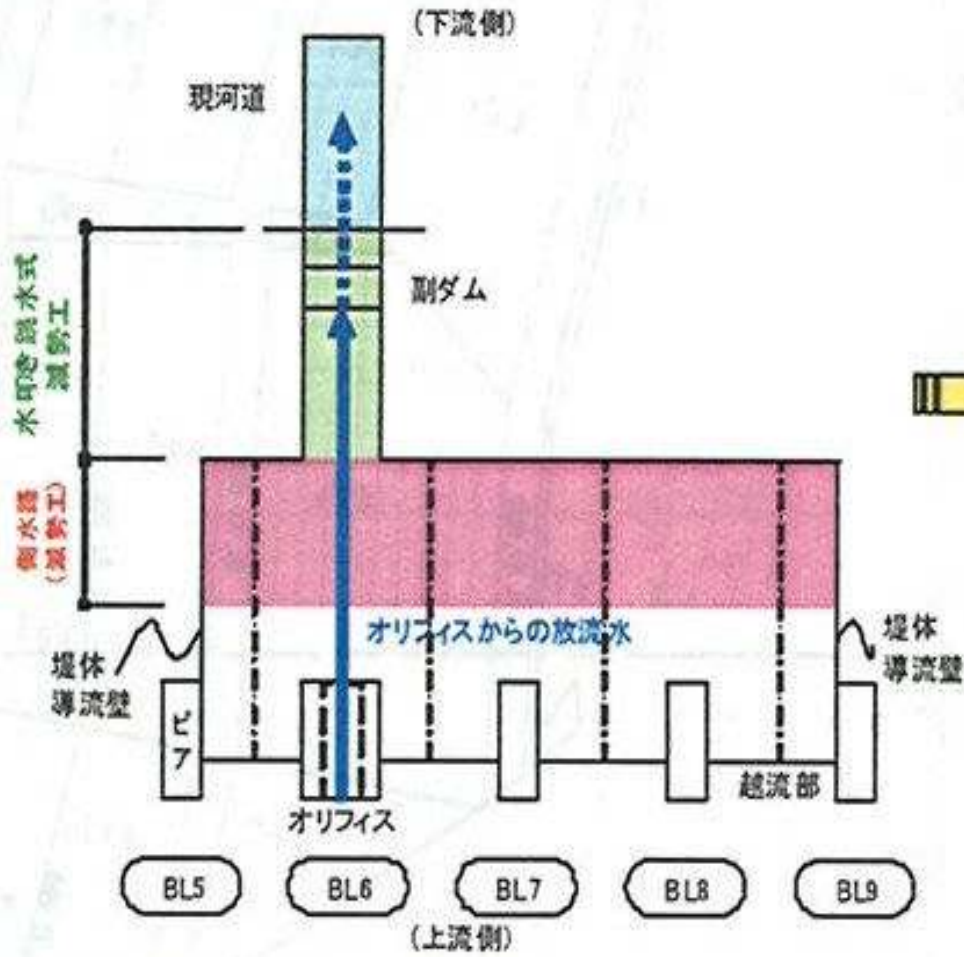 (下流側)
現河道
副ダム
水叩き跳水式
減勢工
側水路
(減勢工)
オリフィスからの放流水
堤体
導流壁
堤体
導流壁
ピア
越流部
オリフィス
BL5
BL6
BL7
BL8
BL9
(上流側)